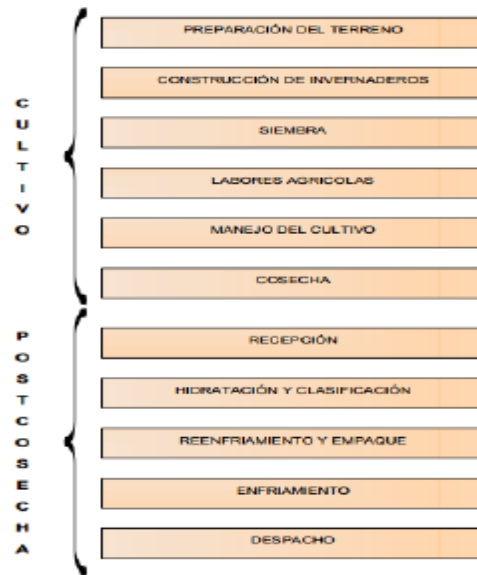 CULTIVO
PREPARACIÓN DEL TERRENO
CONSTRUCCIÓN DE INVERNADEROS
SIEMBRA
LABORES AGRICOLAS
MANEJO DEL CULTIVO
COSECHA
POSTCOSECHA
RECEPCIÓN
HIDRATACIÓN Y CLASIFICACIÓN
REENFRIAMIENTO Y EMPAQUE
ENFRIAMIENTO
DESPACHO